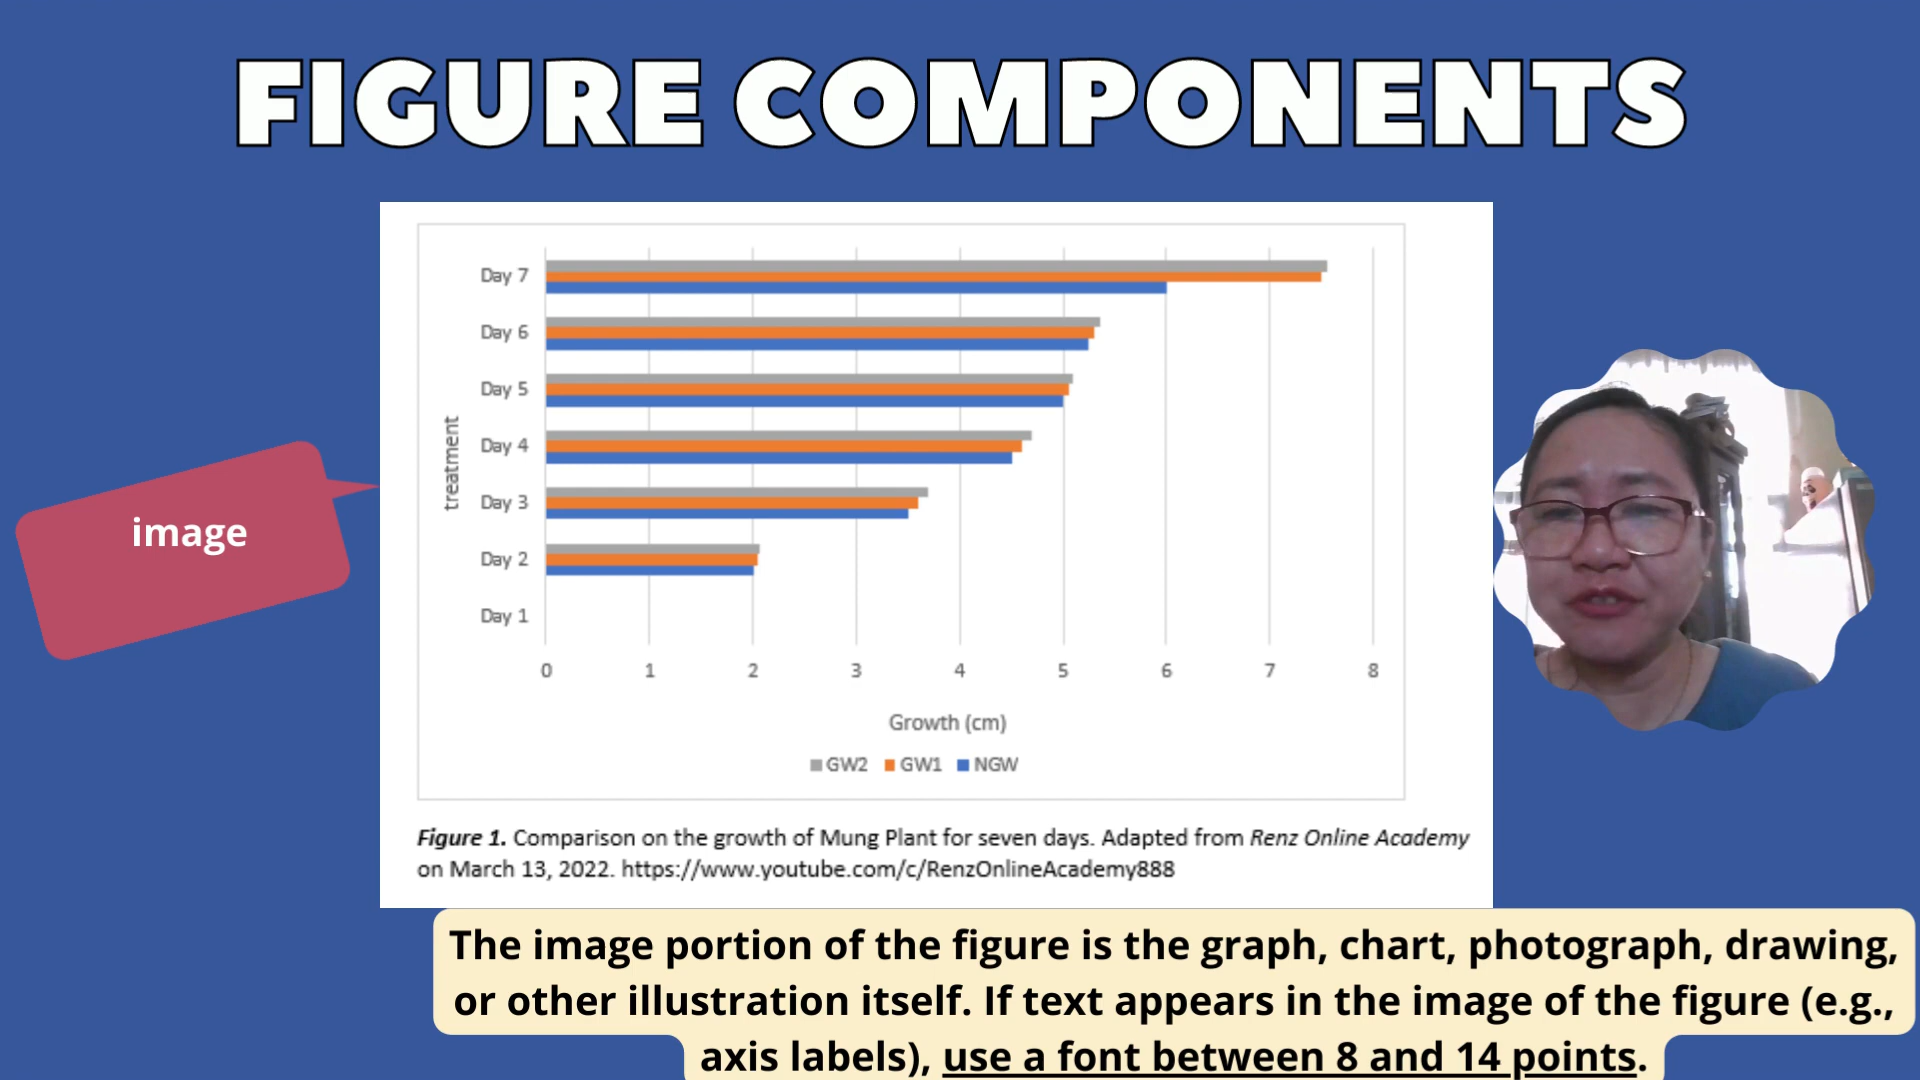 FIGURE COMPONENTS
Day 7
Day 6
Day 5
Day 4
Day 3
Day 2
Day 1
treatment
0 1 2 3 4 5 6 7 8
Growth (cm)
GW2 GW1 NGW
image
Figure 1. Comparison on the growth of Mung Plant for seven days. Adapted from Renz Online Academy
on March 13, 2022. https://www.youtube.com/c/RenzOnlineAcademy888
The image portion of the figure is the graph, chart, photograph, drawing,
or other illustration itself. If text appears in the image of the figure (e.g.,
axis labels), use a font between 8 and 14 points.